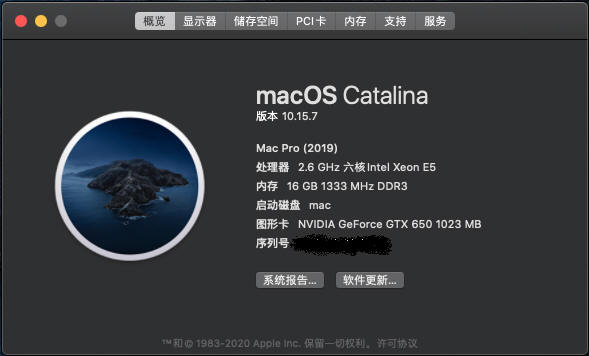 概览 显示器 储存空间 PCI卡 内存 支持 服务
macOS Catalina
版本 10.15.7
Mac Pro (2019)
处理器 2.6 GHz 六核Intel Xeon E5
内存 16 GB 1333 MHz DDR3
启动磁盘 mac
图形卡 NVIDIA GeForce GTX 650 1023 MB
序列号
系统报告... 软件更新...
™和© 1983-2020 Apple Inc. 保留一切权利。许可协议